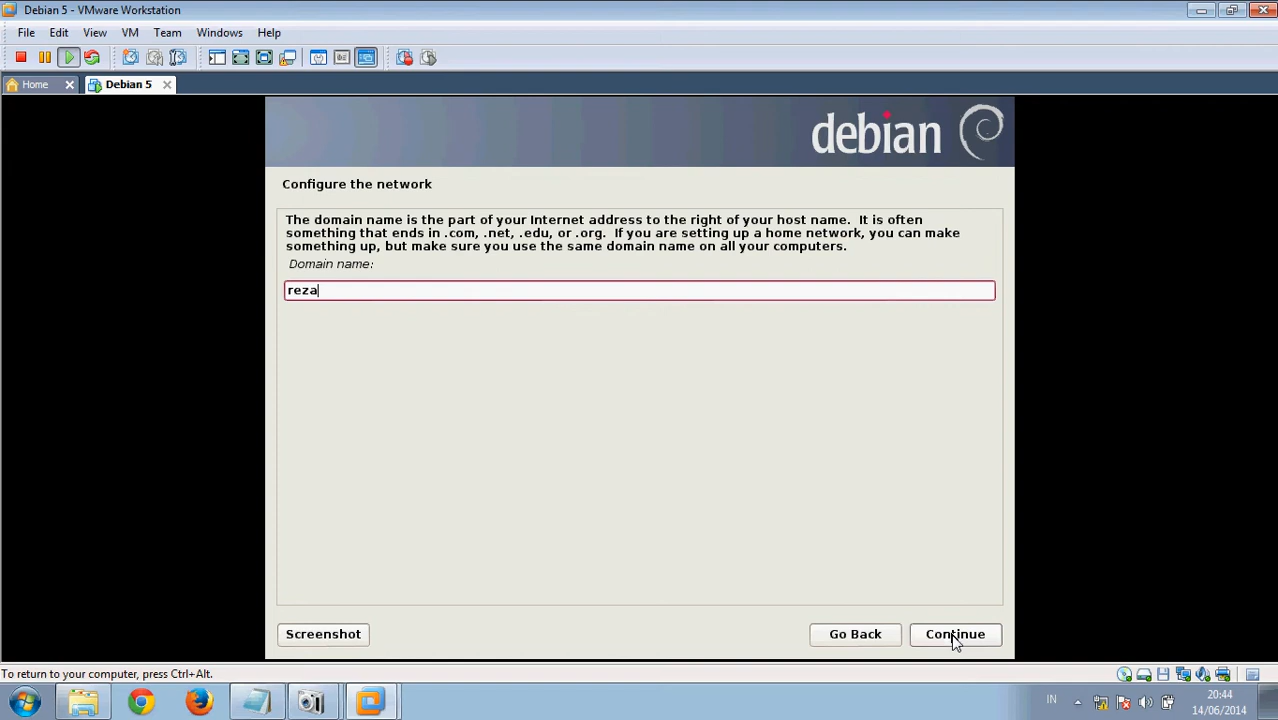 Debian 5 - VMware Workstation
File Edit View VM Team Windows Help
Home Debian 5
debian
Configure the network
The domain name is the part of your Internet address to the right of your host name. It is often
something that ends in .com, .net, .edu, or .org. If you are setting up a home network, you can make
something up, but make sure you use the same domain name on all your computers.
Domain name:
reza
Screenshot Go Back Continue
To return to your computer, press Ctrl+Alt.
IN 20:44
14/06/2014